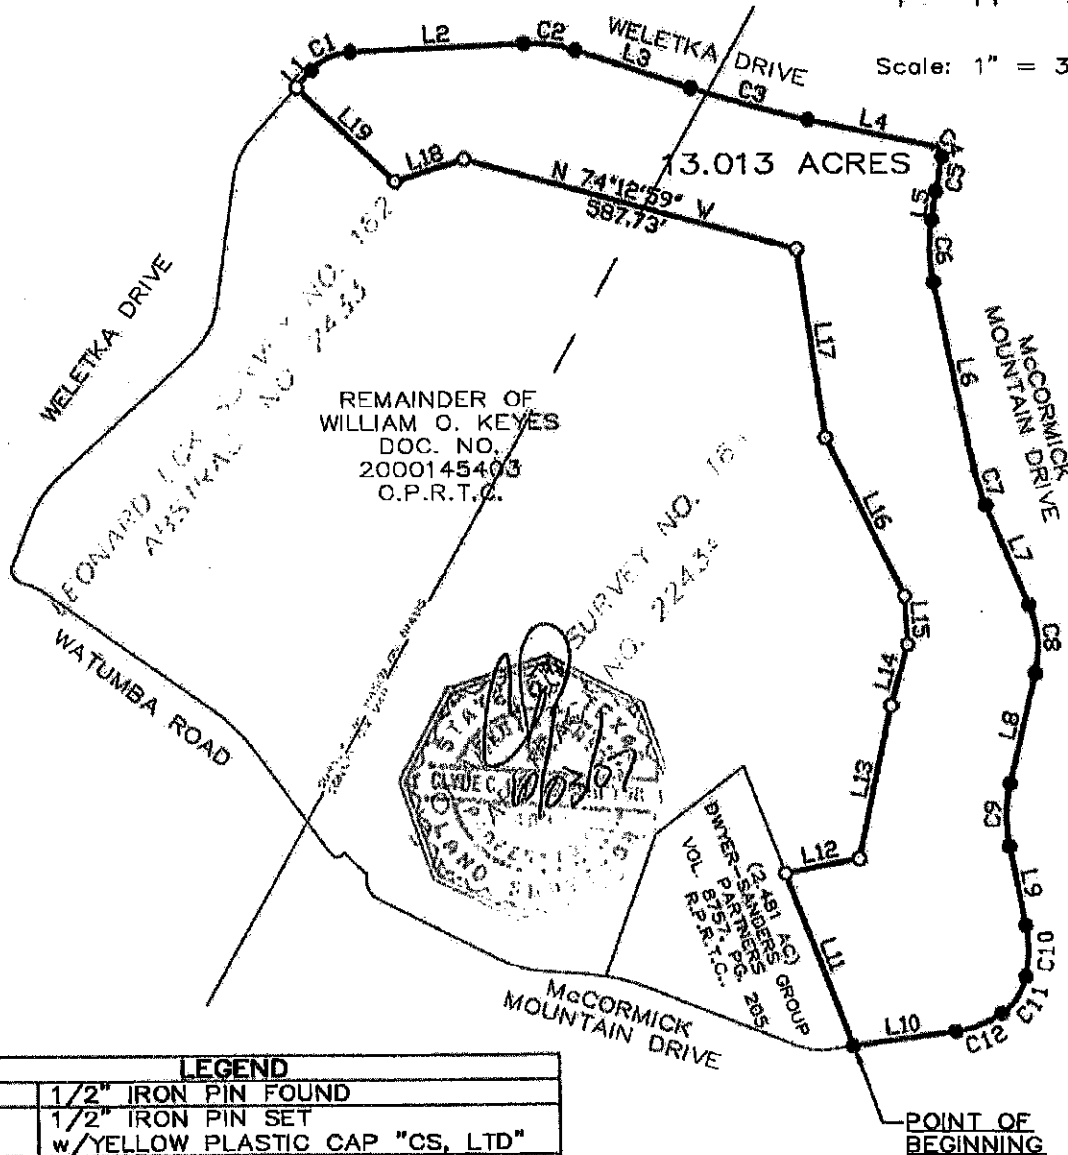 WELETKA DRIVE
Scale: 1" = 3
L1
C1
L2
C2
L3
C3
L4
C4
C5
L5
C6
13.013 ACRES
L19
L18
N 74°12'59" W
587.73'
WELETKA DRIVE
LEONARD
SURVEY NO. 162
NO 2433
L17
L6
McCORMICK
MOUNTAIN DRIVE
REMAINDER OF
WILLIAM O. KEYES
DOC. NO.
2000145403
O.P.R.T.C.
SURVEY NO.
NO. 2243
C7
L7
L16
L15
L14
C8
L8
L13
C9
L9
L12
L11
C10
C11
C12
L10
WATUMBA ROAD
STATE OF TEXAS
CLYDE C.
(2.481 AC)
DWYER-SANDERS GROUP
PARTNERS
VOL. 8757, PG. 205
R.P.R.T.C.
McCORMICK
MOUNTAIN DRIVE
POINT OF
BEGINNING
LEGEND
1/2" IRON PIN FOUND
1/2" IRON PIN SET
w/YELLOW PLASTIC CAP "CS, LTD"